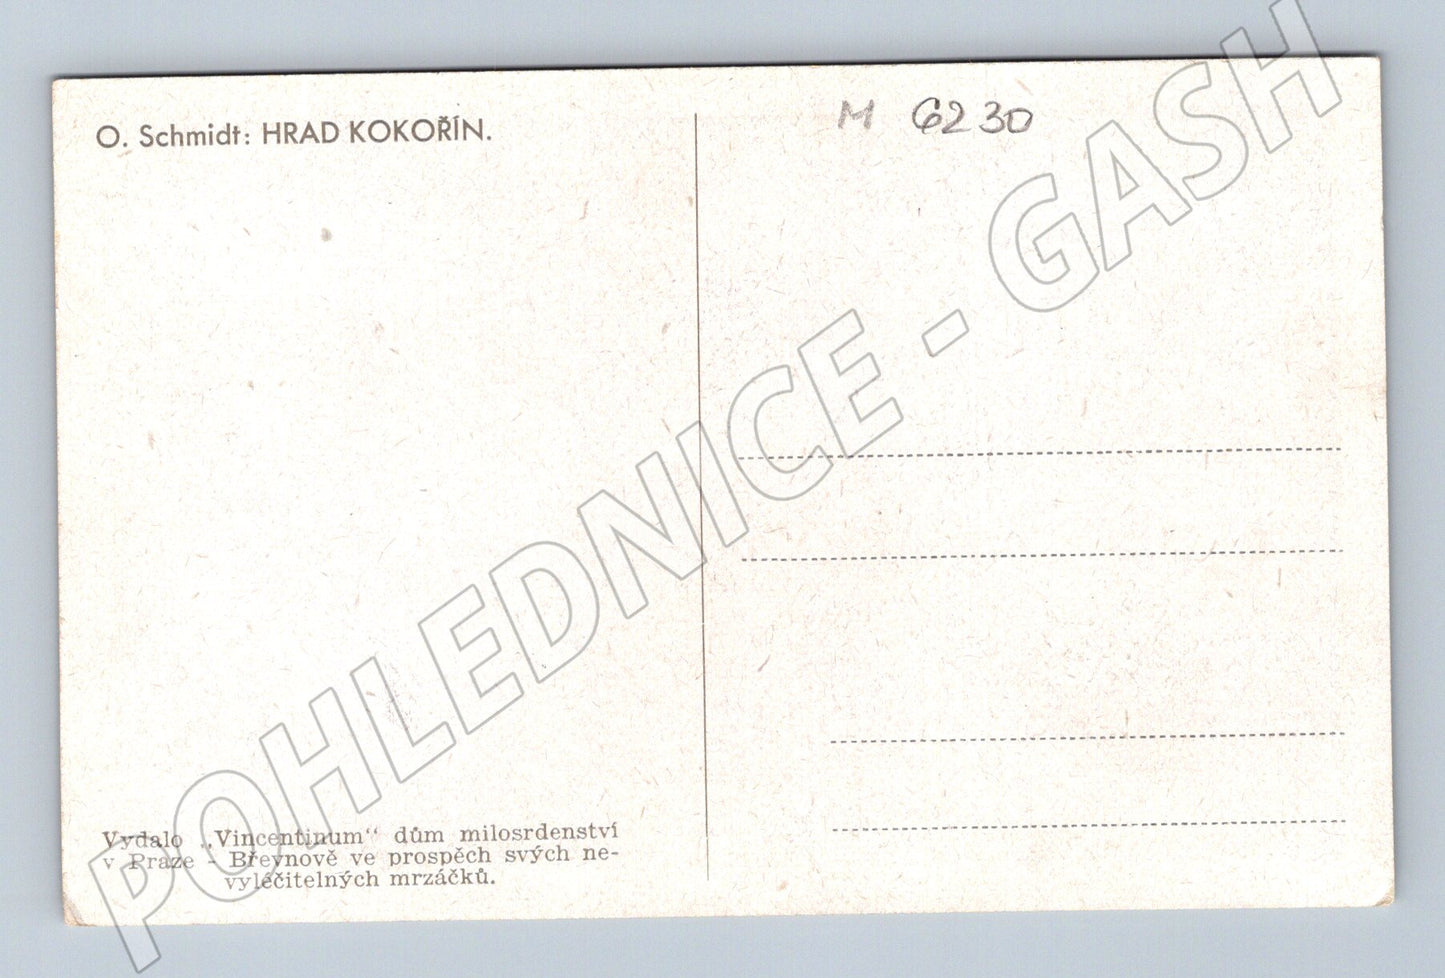 O. Schmidt: HRAD KOKOŘÍN.
M 6230
POHLEDNICE - GASH
Vydalo „Vincentinum“ dům milosrdenství
v Praze - Břevnově ve prospěch svých ne-
vyléčitelných mrzáčků.